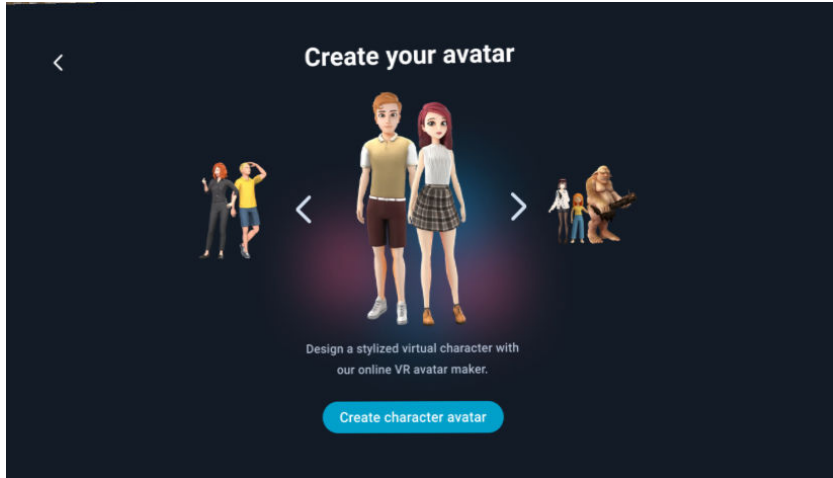 Create your avatar
Design a stylized virtual character with
our online VR avatar maker.
Create character avatar